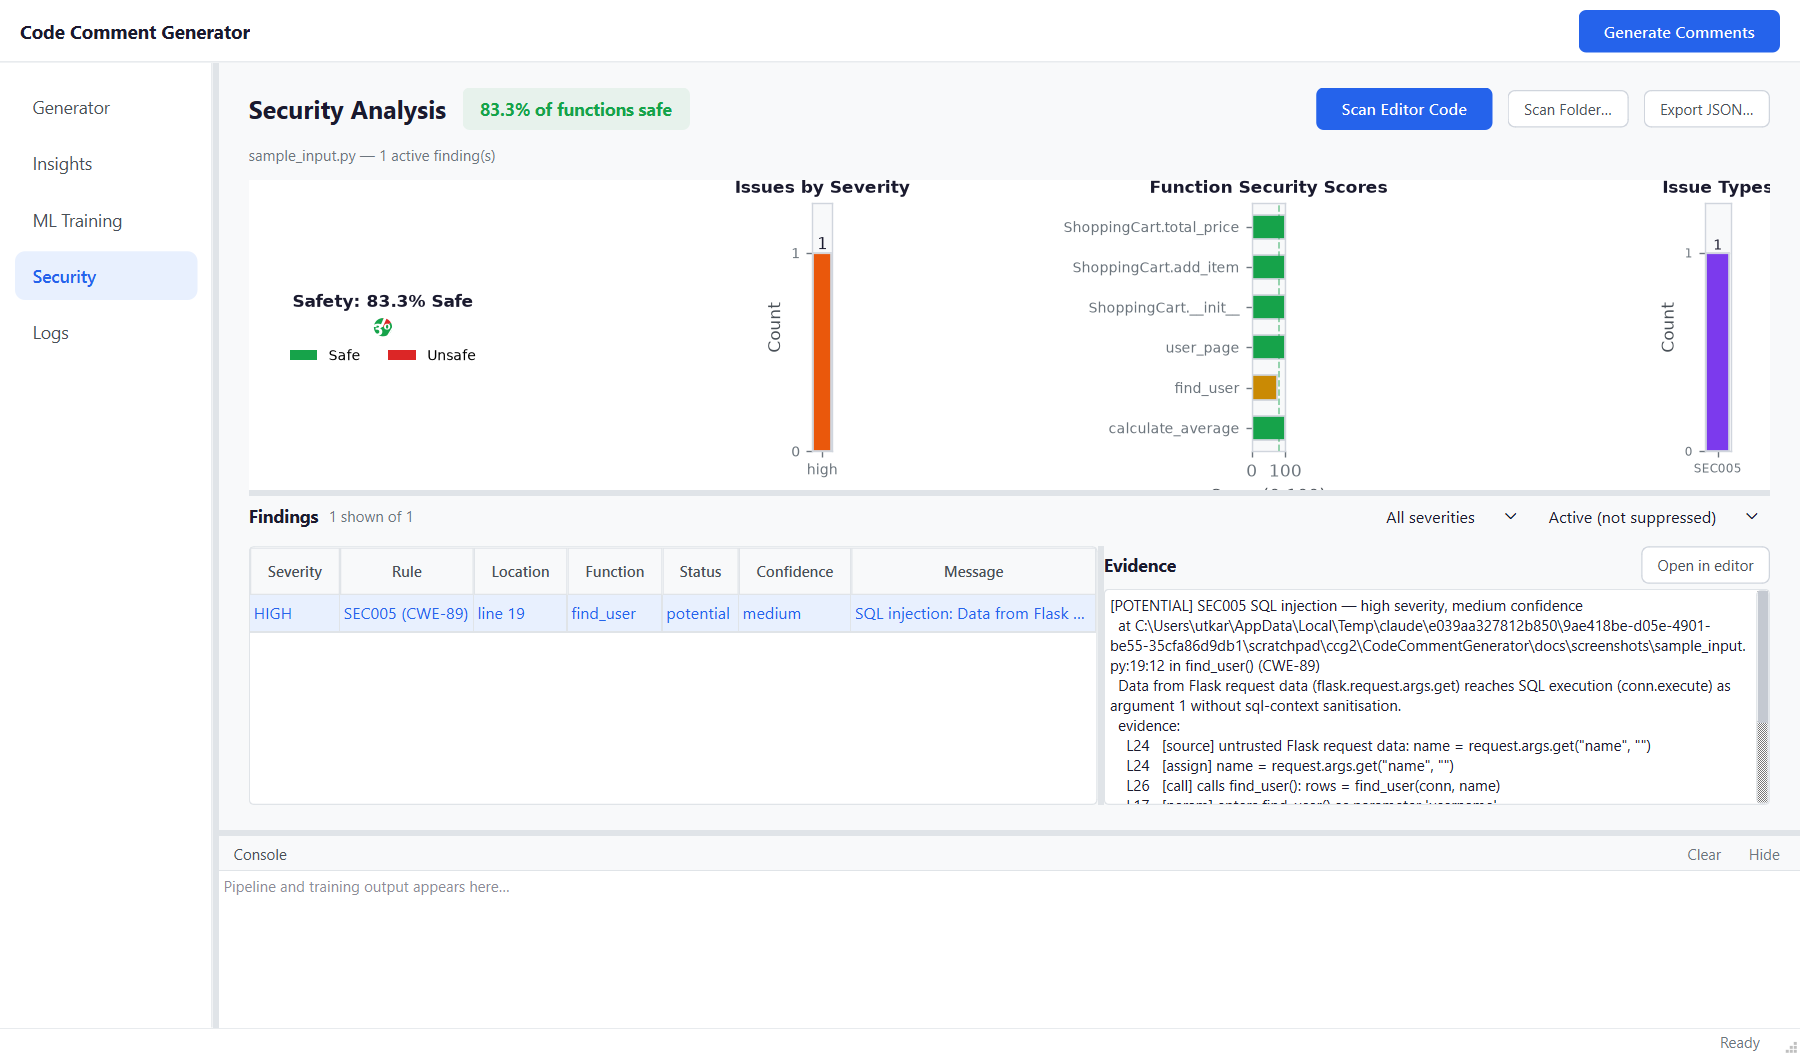 Code Comment Generator
Generate Comments
Generator
Insights
ML Training
Security
Logs
Security Analysis
83.3% of functions safe
Scan Editor Code
Scan Folder...
Export JSON...
sample_input.py — 1 active finding(s)
Safety: 83.3% Safe
Safe
Unsafe
Issues by Severity
Count
1
0
1
high
Function Security Scores
ShoppingCart.total_price
ShoppingCart.add_item
ShoppingCart.__init__
user_page
find_user
calculate_average
0 100
Issue Types
Count
1
0
1
SEC005
Findings
1 shown of 1
All severities
Active (not suppressed)
Severity Rule Location Function Status Confidence Message
HIGH SEC005 (CWE-89) line 19 find_user potential medium SQL injection: Data from Flask ...
Evidence
Open in editor
[POTENTIAL] SEC005 SQL injection — high severity, medium confidence
at C:\Users\utkar\AppData\Local\Temp\claude\e039aa327812b850\9ae418be-d05e-4901-
be55-35cfa86d9db1\scratchpad\ccg2\CodeCommentGenerator\docs\screenshots\sample_input.
py:19:12 in find_user() (CWE-89)
Data from Flask request data (flask.request.args.get) reaches SQL execution (conn.execute) as
argument 1 without sql-context sanitisation.
evidence:
L24 [source] untrusted Flask request data: name = request.args.get("name", "")
L24 [assign] name = request.args.get("name", "")
L26 [call] calls find_user(): rows = find_user(conn, name)
Console
Clear
Hide
Pipeline and training output appears here...
Ready